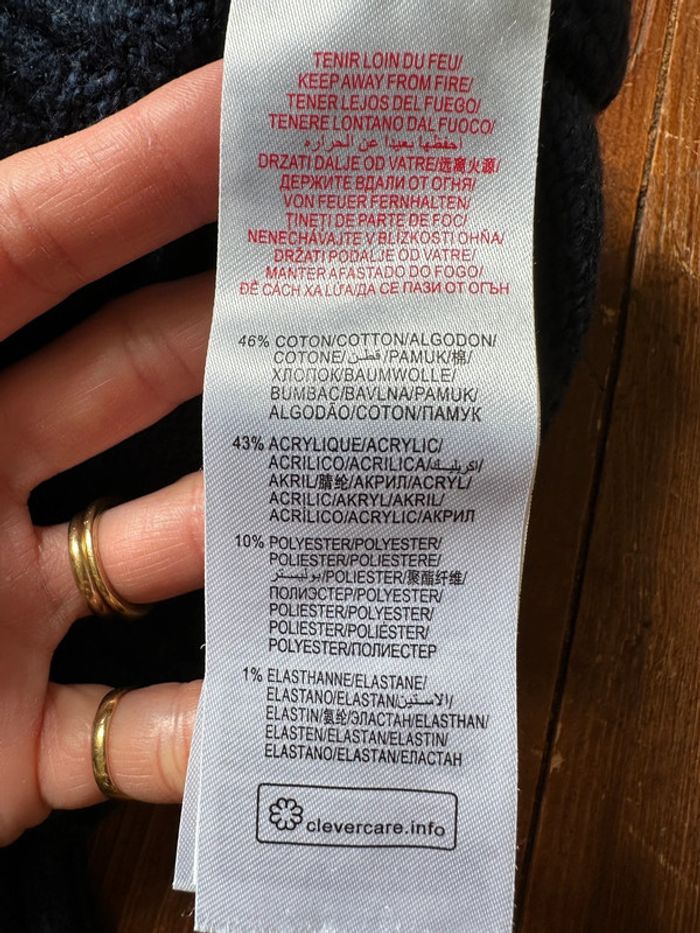 TENIR LOIN DU FEU/
KEEP AWAY FROM FIRE/
TENER LEJOS DEL FUEGO/
TENERE LONTANO DAL FUOCO/
احفظها بعيدا عن الحراره
DRZATI DALJE OD VATRE/远离火源/
ДЕРЖИТЕ ВДАЛИ ОТ ОГНЯ/
VON FEUER FERNHALTEN/
ȚINEȚI DE PARTE DE FOC/
NENECHÁVAJTE V BLÍZKOSTI OHŇA/
DRŽATI PODALJE OD VATRE/
MANTER AFASTADO DO FOGO/
ĐỂ CÁCH XA LỬA/ДА СЕ ПАЗИ ОТ ОГЪН
46% COTON/COTTON/ALGODON/
COTONE/قطن/PAMUK/棉/
ХЛОПОК/BAUMWOLLE/
BUMBAC/BAVLNA/PAMUK/
ALGODÃO/COTON/ПАМУК
43% ACRYLIQUE/ACRYLIC/
ACRILICO/ACRILICA/اكريليك/
AKRIL/腈纶/АКРИЛ/ACRYL/
ACRILIC/AKRYL/AKRIL/
ACRÍLICO/ACRYLIC/АКРИЛ
10% POLYESTER/POLYESTER/
POLIESTER/POLIESTERE/
بوليستر/POLIESTER/聚酯纤维/
ПОЛИЭСТЕР/POLYESTER/
POLIESTER/POLYESTER/
POLIESTER/POLIÉSTER/
POLYESTER/ПОЛИЕСТЕР
1% ELASTHANNE/ELASTANE/
ELASTANO/ELASTAN/الاستين/
ELASTIN/氨纶/ЭЛАСТАН/ELASTHAN/
ELASTEN/ELASTAN/ELASTIN/
ELASTANO/ELASTAN/ЕЛАСТАН
clevercare.info